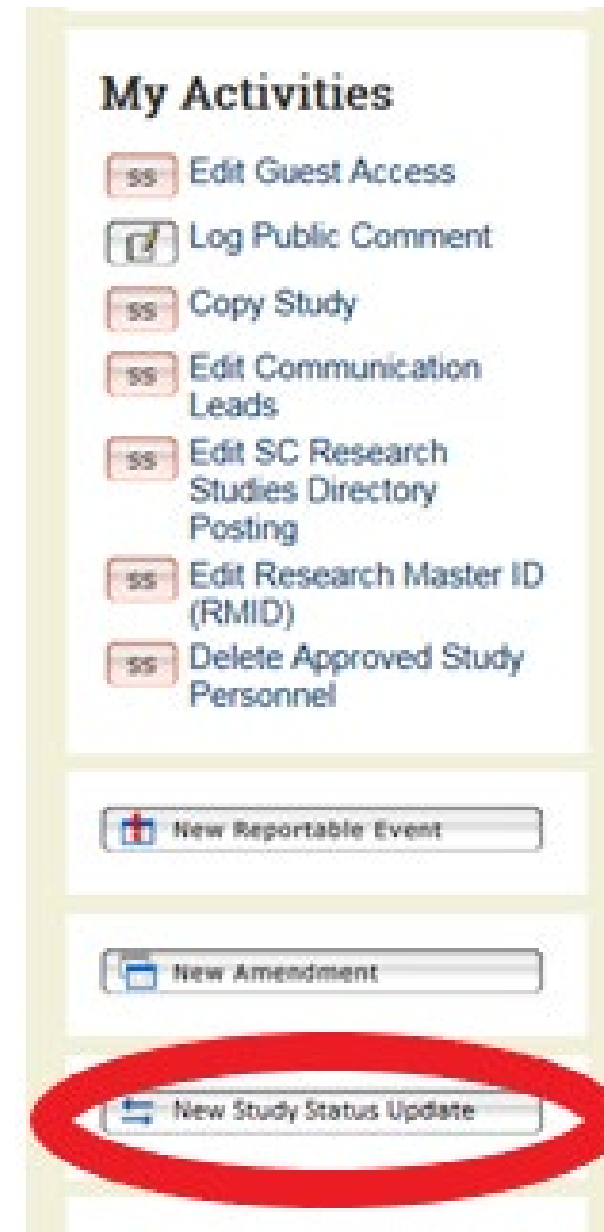 My Activities
SS Edit Guest Access
Log Public Comment
SS Copy Study
SS Edit Communication
Leads
SS Edit SC Research
Studies Directory
Posting
SS Edit Research Master ID
(RMID)
SS Delete Approved Study
Personnel
New Reportable Event
New Amendment
New Study Status Update